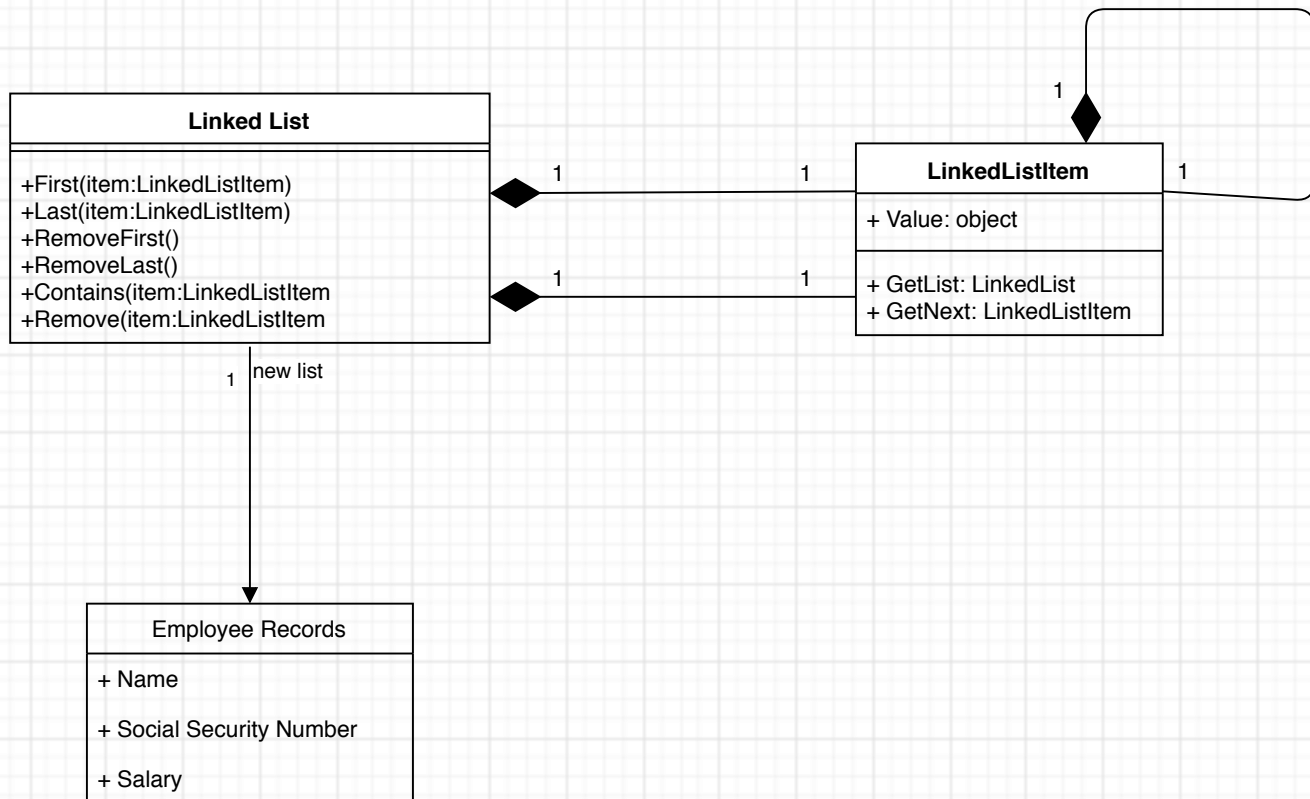 Linked List
+First(item:LinkedListItem)
+Last(item:LinkedListItem)
+RemoveFirst()
+RemoveLast()
+Contains(item:LinkedListItem
+Remove(item:LinkedListItem
1
1
1
1
1
1
LinkedListItem
+ Value: object
+ GetList: LinkedList
+ GetNext: LinkedListItem
1
new list
Employee Records
+ Name
+ Social Security Number
+ Salary